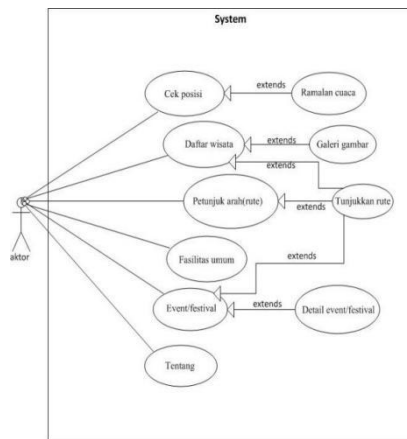 System
Cek posisi
extends
Ramalan cuaca
Daftar wisata
extends
Galeri gambar
extends
Petunjuk arah(rute)
extends
Tunjukkan rute
aktor
Fasilitas umum
extends
Event/festival
extends
Detail event/festival
Tentang